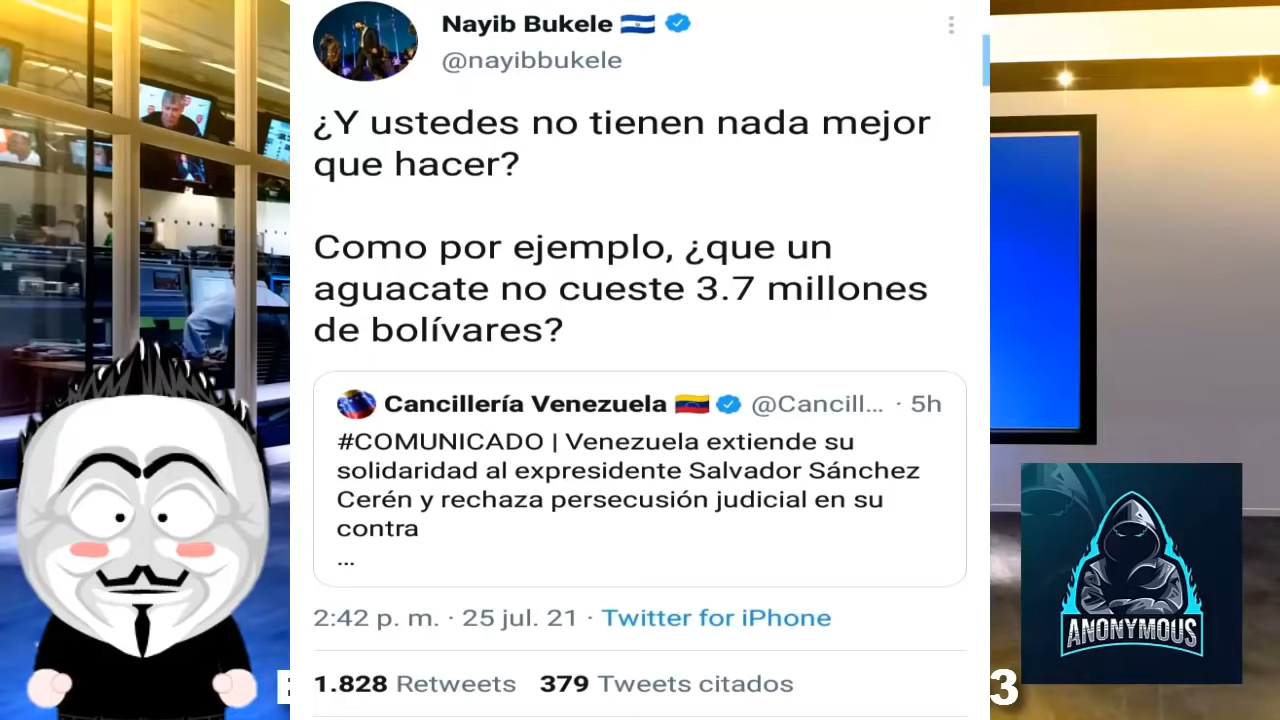 Nayib Bukele
@nayibbukele
¿Y ustedes no tienen nada mejor
que hacer?
Como por ejemplo, ¿que un
aguacate no cueste 3.7 millones
de bolívares?
Cancillería Venezuela @Cancill... · 5h
#COMUNICADO | Venezuela extiende su
solidaridad al expresidente Salvador Sánchez
Cerén y rechaza persecusión judicial en su
contra
...
2:42 p. m. · 25 jul. 21 · Twitter for iPhone
1.828 Retweets 379 Tweets citados
3
ANONYMOUS